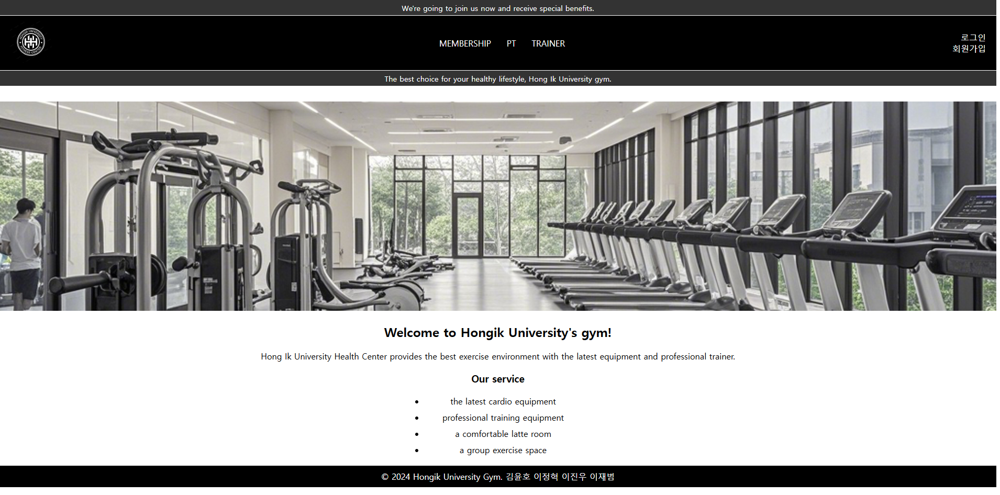 We're going to join us now and receive special benefits.
HONGIK UNIVERSITY
FITNESS CENTER
MEMBERSHIP PT TRAINER
로그인
회원가입
The best choice for your healthy lifestyle, Hong Ik University gym.
Welcome to Hongik University's gym!
Hong Ik University Health Center provides the best exercise environment with the latest equipment and professional trainer.
Our service
the latest cardio equipment
professional training equipment
a comfortable latte room
a group exercise space
© 2024 Hongik University Gym. 김윤호 이정혁 이진우 이재범